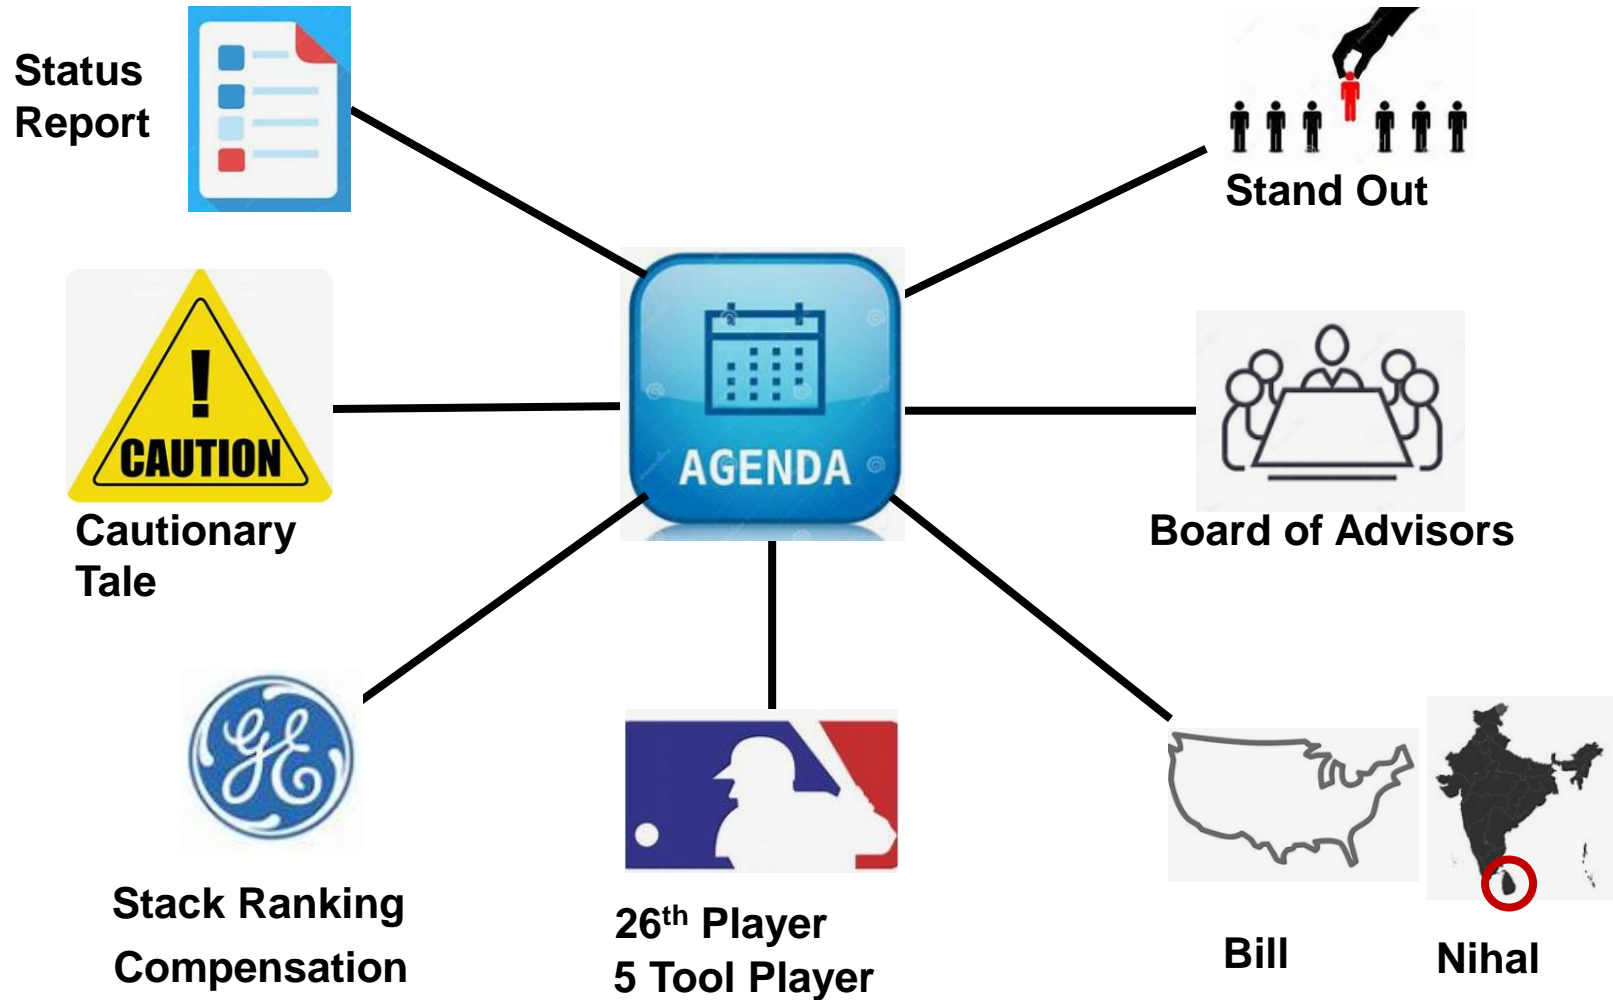 Status
Report
Stand Out
!
CAUTION
Cautionary
Tale
AGENDA
Board of Advisors
GE
Stack Ranking
Compensation
26th Player
5 Tool Player
Bill
Nihal